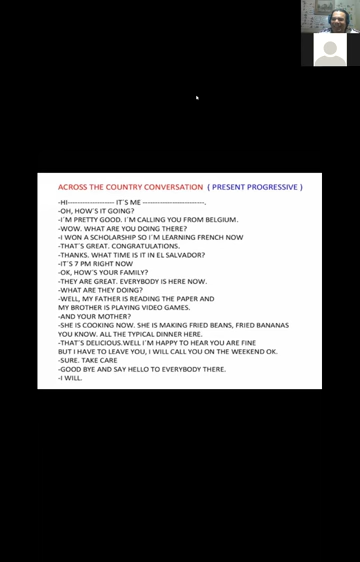 ACROSS THE COUNTRY CONVERSATION ( PRESENT PROGRESSIVE )
-HI------------------- IT´S ME -------------------------.
-OH, HOW´S IT GOING?
-I´M PRETTY GOOD. I´M CALLING YOU FROM BELGIUM.
-WOW. WHAT ARE YOU DOING THERE?
-I WON A SCHOLARSHIP SO I´M LEARNING FRENCH NOW
-THAT´S GREAT. CONGRATULATIONS.
-THANKS. WHAT TIME IS IT IN EL SALVADOR?
-IT´S 7 PM RIGHT NOW
-OK, HOW´S YOUR FAMILY?
-THEY ARE GREAT. EVERYBODY IS HERE NOW.
-WHAT ARE THEY DOING?
-WELL, MY FATHER IS READING THE PAPER AND
MY BROTHER IS PLAYING VIDEO GAMES.
-AND YOUR MOTHER?
-SHE IS COOKING NOW. SHE IS MAKING FRIED BEANS, FRIED BANANAS
YOU KNOW. ALL THE TYPICAL DINNER HERE.
-THAT´S DELICIOUS.WELL I´M HAPPY TO HEAR YOU ARE FINE
BUT I HAVE TO LEAVE YOU, I WILL CALL YOU ON THE WEEKEND OK.
-SURE. TAKE CARE
-GOOD BYE AND SAY HELLO TO EVERYBODY THERE.
-I WILL.